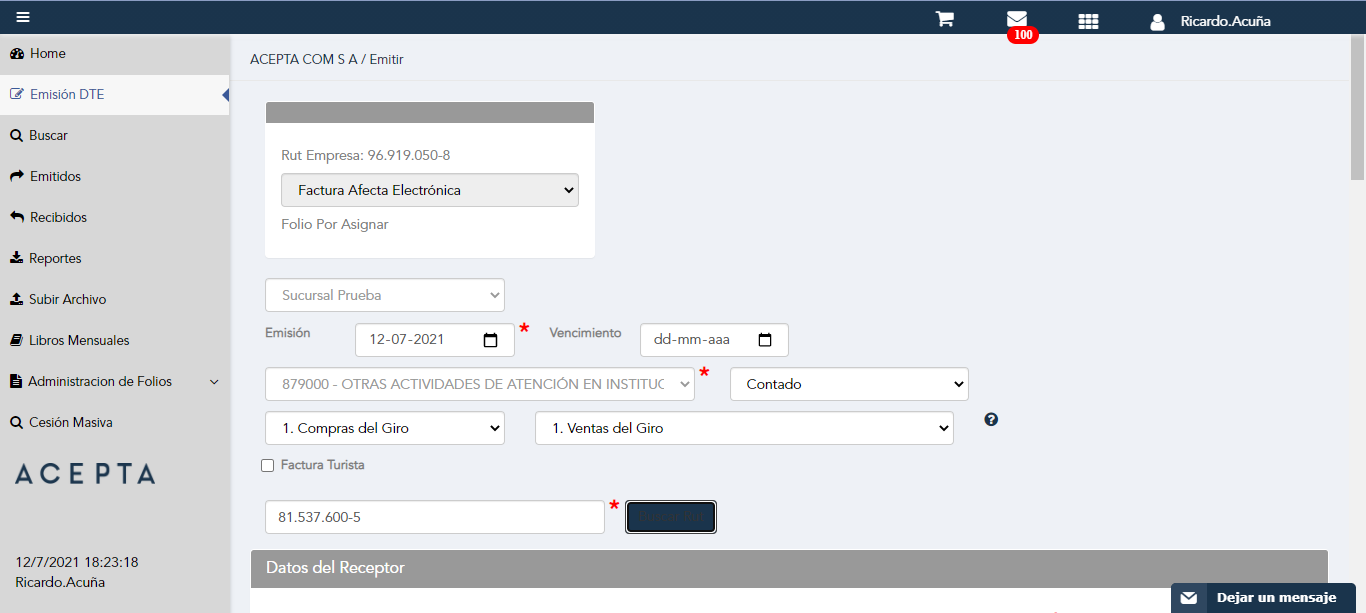 100
Ricardo.Acuña
Home
Emisión DTE
Buscar
Emitidos
Recibidos
Reportes
Subir Archivo
Libros Mensuales
Administracion de Folios
Cesión Masiva
ACEPTA
12/7/2021 18:23:18
Ricardo.Acuña
ACEPTA COM S A / Emitir
Rut Empresa: 96.919.050-8
Factura Afecta Electrónica
Folio Por Asignar
Sucursal Prueba
Emisión 12-07-2021 * Vencimiento dd-mm-aaa
879000 - OTRAS ACTIVIDADES DE ATENCIÓN EN INSTITUC * Contado
1. Compras del Giro 1. Ventas del Giro ?
Factura Turista
81.537.600-5 *
Datos del Receptor
Dejar un mensaje